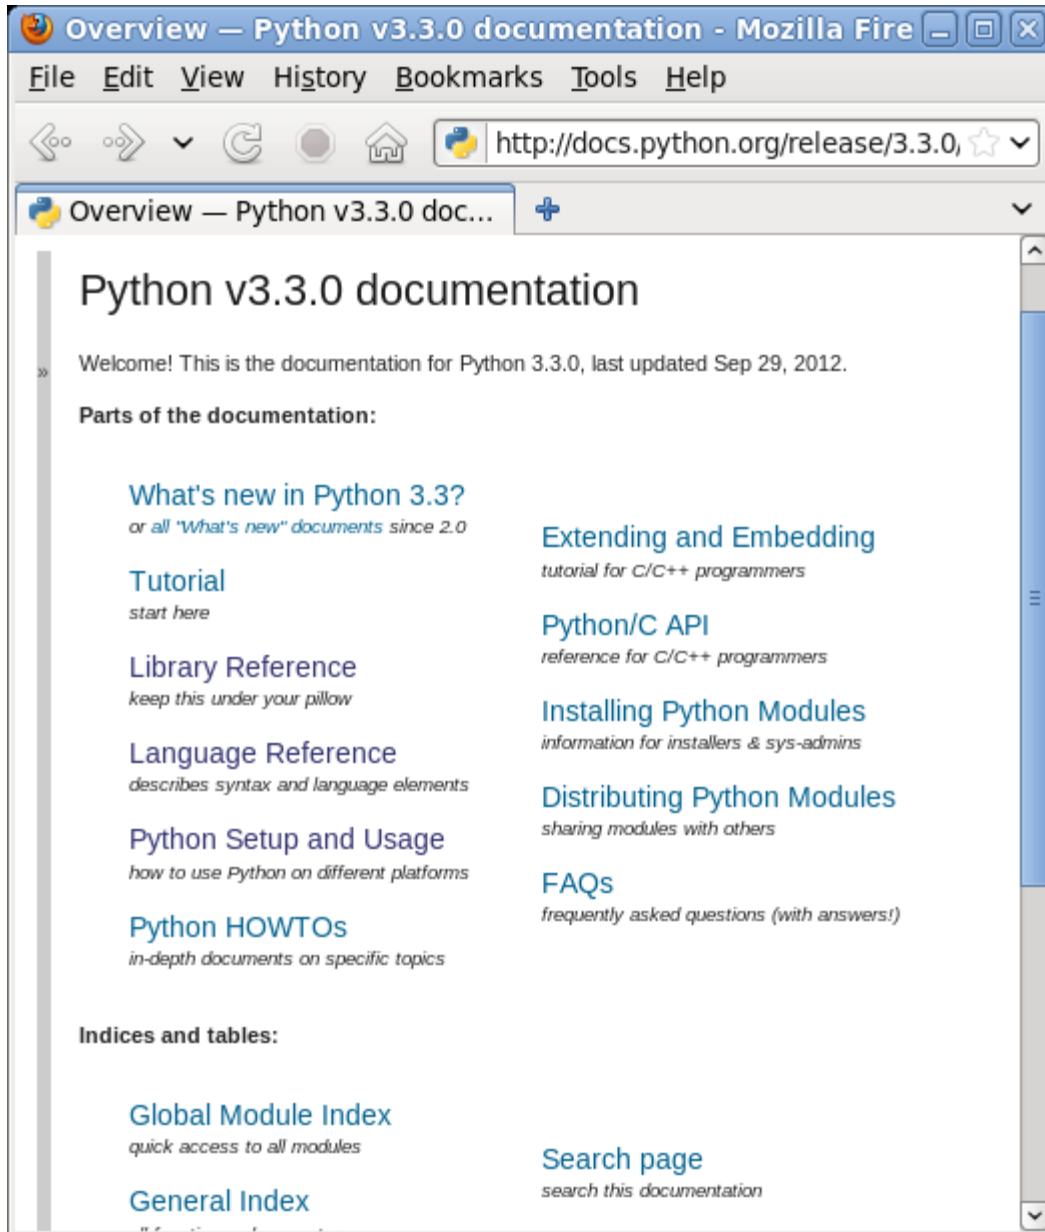 Overview — Python v3.3.0 documentation - Mozilla Fire
File Edit View History Bookmarks Tools Help
http://docs.python.org/release/3.3.0/
Overview — Python v3.3.0 doc...
»
Python v3.3.0 documentation
Welcome! This is the documentation for Python 3.3.0, last updated Sep 29, 2012.
Parts of the documentation:
What's new in Python 3.3?
or all "What's new" documents since 2.0
Tutorial
start here
Library Reference
keep this under your pillow
Language Reference
describes syntax and language elements
Python Setup and Usage
how to use Python on different platforms
Python HOWTOs
in-depth documents on specific topics
Extending and Embedding
tutorial for C/C++ programmers
Python/C API
reference for C/C++ programmers
Installing Python Modules
information for installers & sys-admins
Distributing Python Modules
sharing modules with others
FAQs
frequently asked questions (with answers!)
Indices and tables:
Global Module Index
quick access to all modules
General Index
Search page
search this documentation